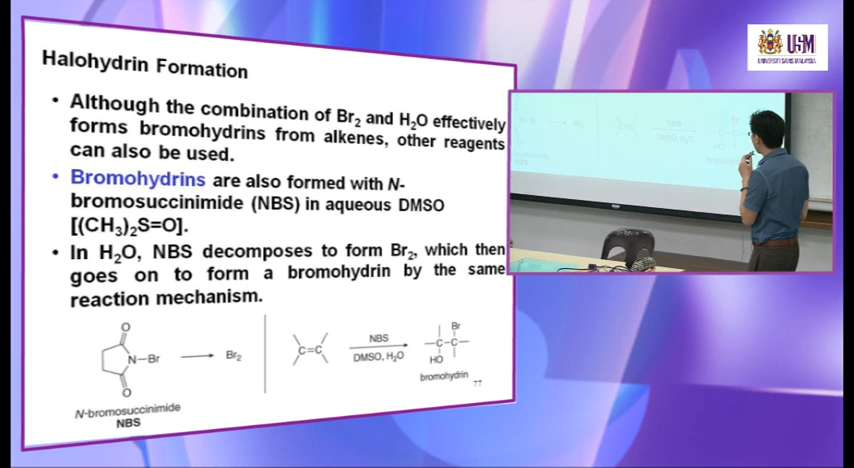 Halohydrin Formation
• Although the combination of Br2 and H2O effectively
forms bromohydrins from alkenes, other reagents
can also be used.
• Bromohydrins are also formed with N-
bromosuccinimide (NBS) in aqueous DMSO
[(CH3)2S=O].
• In H2O, NBS decomposes to form Br2, which then
goes on to form a bromohydrin by the same
reaction mechanism.
O
N-Br
Br2
O
N-bromosuccinimide
NBS
C=C
NBS
DMSO, H2O
Br
-C-C-
HO
bromohydrin
77
USM
UNIVERSITI SAINS MALAYSIA
NBS
DMSO, H2O